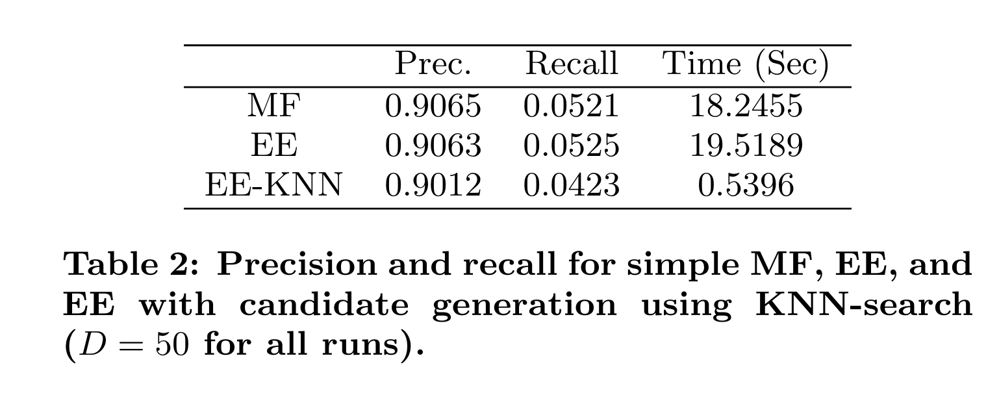 Prec. Recall Time (Sec)
MF 0.9065 0.0521 18.2455
EE 0.9063 0.0525 19.5189
EE-KNN 0.9012 0.0423 0.5396
Table 2: Precision and recall for simple MF, EE, and
EE with candidate generation using KNN-search
(D = 50 for all runs).